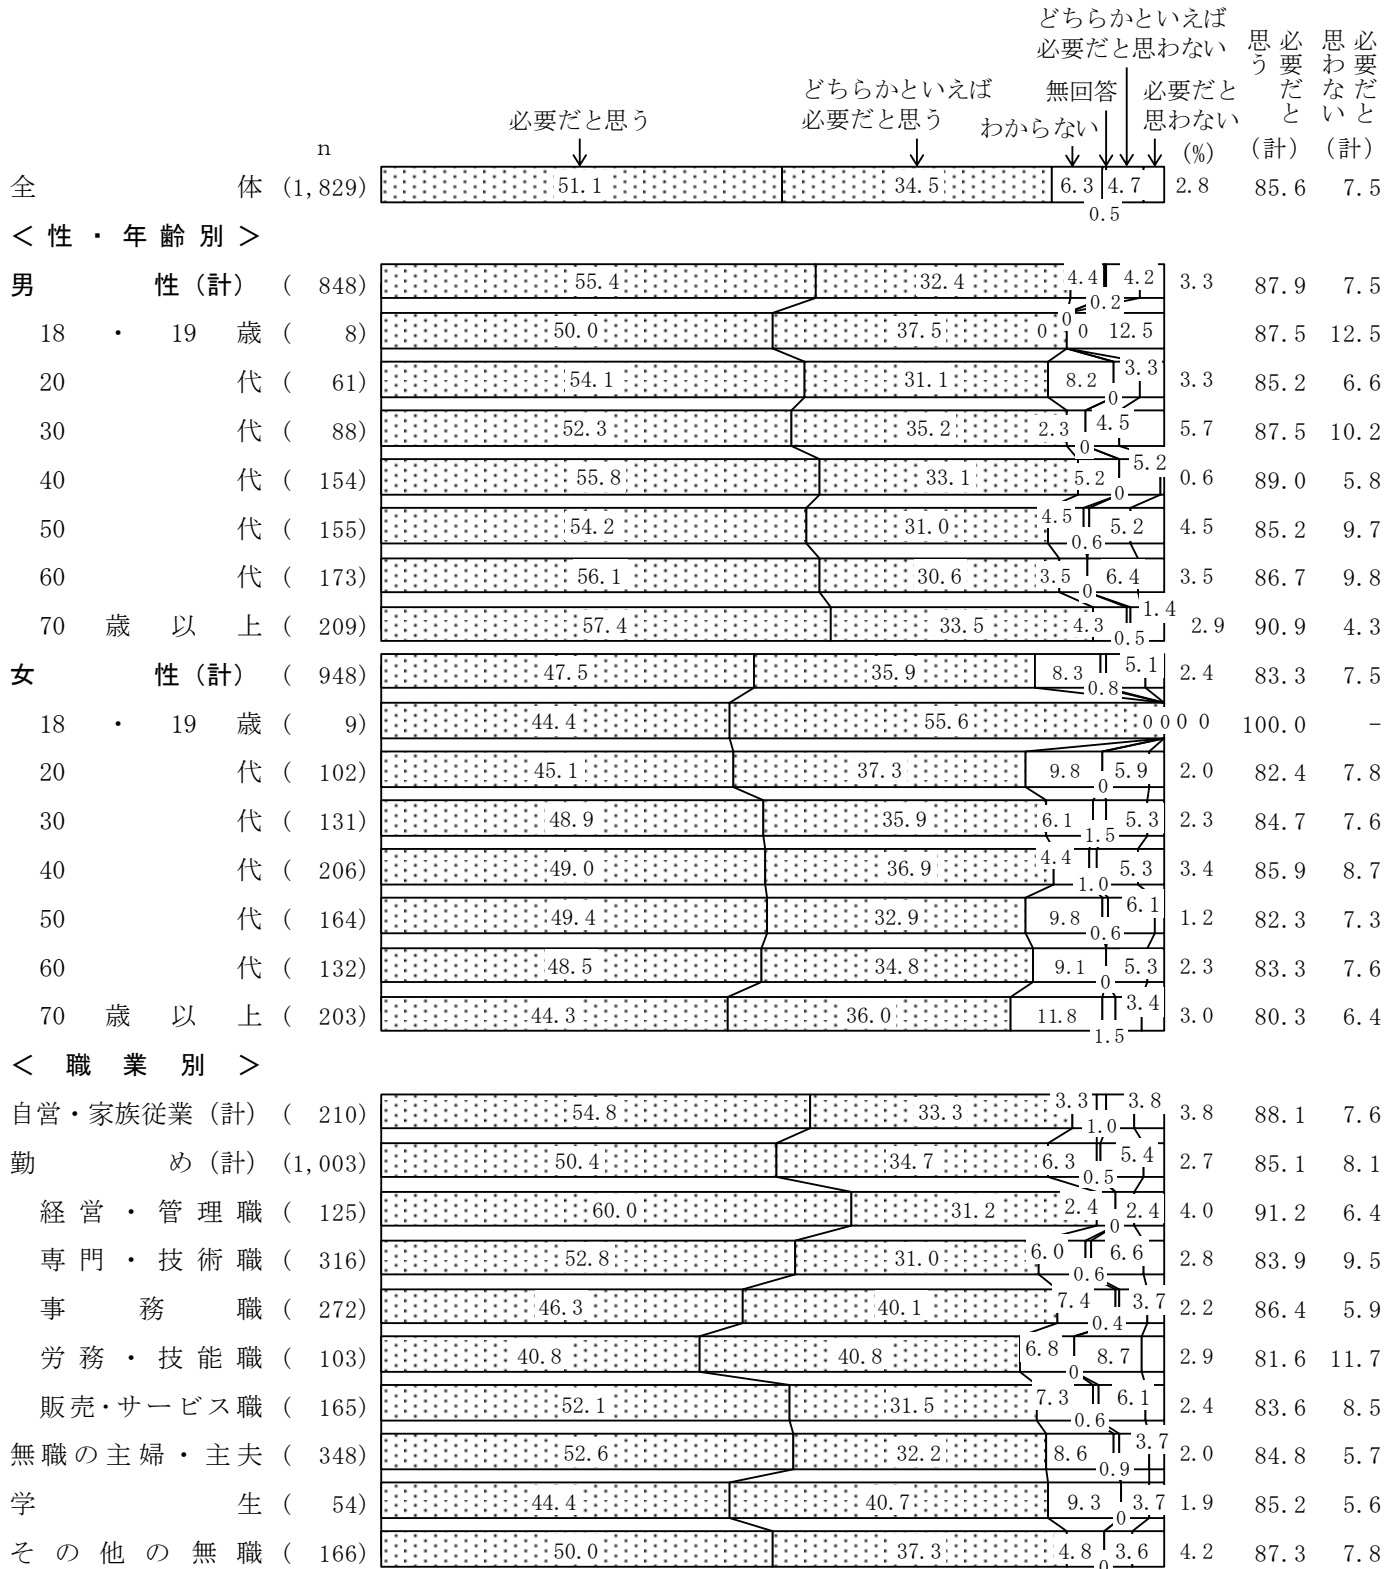 どちらかといえば
必要だと思わない
必要だと思う
必要だと思わない
どちらかといえば
必要だと思う
必要だと思う
無回答
必要だと
思わない
わからない
n
(%)
(計)
(計)
全体 (1,829) 51.1 34.5 6.3 4.7 2.8 85.6 7.5
0.5
＜性・年齢別＞
男性(計) ( 848) 55.4 32.4 4.4 4.2 3.3 87.9 7.5
0.2
0
18・19歳 ( 8) 50.0 37.5 0 0 12.5 87.5 12.5
20代 ( 61) 54.1 31.1 8.2 3.3 3.3 85.2 6.6
0
30代 ( 88) 52.3 35.2 2.3 4.5 5.7 87.5 10.2
0
40代 ( 154) 55.8 33.1 5.2 5.2 0.6 89.0 5.8
0
50代 ( 155) 54.2 31.0 4.5 5.2 4.5 85.2 9.7
0.6
60代 ( 173) 56.1 30.6 3.5 6.4 3.5 86.7 9.8
0
70歳以上 ( 209) 57.4 33.5 4.3 1.4 2.9 90.9 4.3
0.5
女性(計) ( 948) 47.5 35.9 8.3 5.1 2.4 83.3 7.5
0.8
18・19歳 ( 9) 44.4 55.6 0 0 0 0 100.0 －
20代 ( 102) 45.1 37.3 9.8 5.9 2.0 82.4 7.8
0
30代 ( 131) 48.9 35.9 6.1 5.3 2.3 84.7 7.6
1.5
40代 ( 206) 49.0 36.9 4.4 5.3 3.4 85.9 8.7
1.0
50代 ( 164) 49.4 32.9 9.8 6.1 1.2 82.3 7.3
0.6
60代 ( 132) 48.5 34.8 9.1 5.3 2.3 83.3 7.6
0
70歳以上 ( 203) 44.3 36.0 11.8 3.4 3.0 80.3 6.4
1.5
＜職業別＞
自営・家族従業(計) ( 210) 54.8 33.3 3.3 3.8 3.8 88.1 7.6
1.0
勤め(計) (1,003) 50.4 34.7 6.3 5.4 2.7 85.1 8.1
0.5
経営・管理職 ( 125) 60.0 31.2 2.4 2.4 4.0 91.2 6.4
0
専門・技術職 ( 316) 52.8 31.0 6.0 6.6 2.8 83.9 9.5
0.6
事務職 ( 272) 46.3 40.1 7.4 3.7 2.2 86.4 5.9
0.4
労務・技能職 ( 103) 40.8 40.8 6.8 8.7 2.9 81.6 11.7
0
販売・サービス職 ( 165) 52.1 31.5 7.3 6.1 2.4 83.6 8.5
0.6
無職の主婦・主夫 ( 348) 52.6 32.2 8.6 3.7 2.0 84.8 5.7
0.9
学生 ( 54) 44.4 40.7 9.3 3.7 1.9 85.2 5.6
0
その他の無職 ( 166) 50.0 37.3 4.8 3.6 4.2 87.3 7.8
0